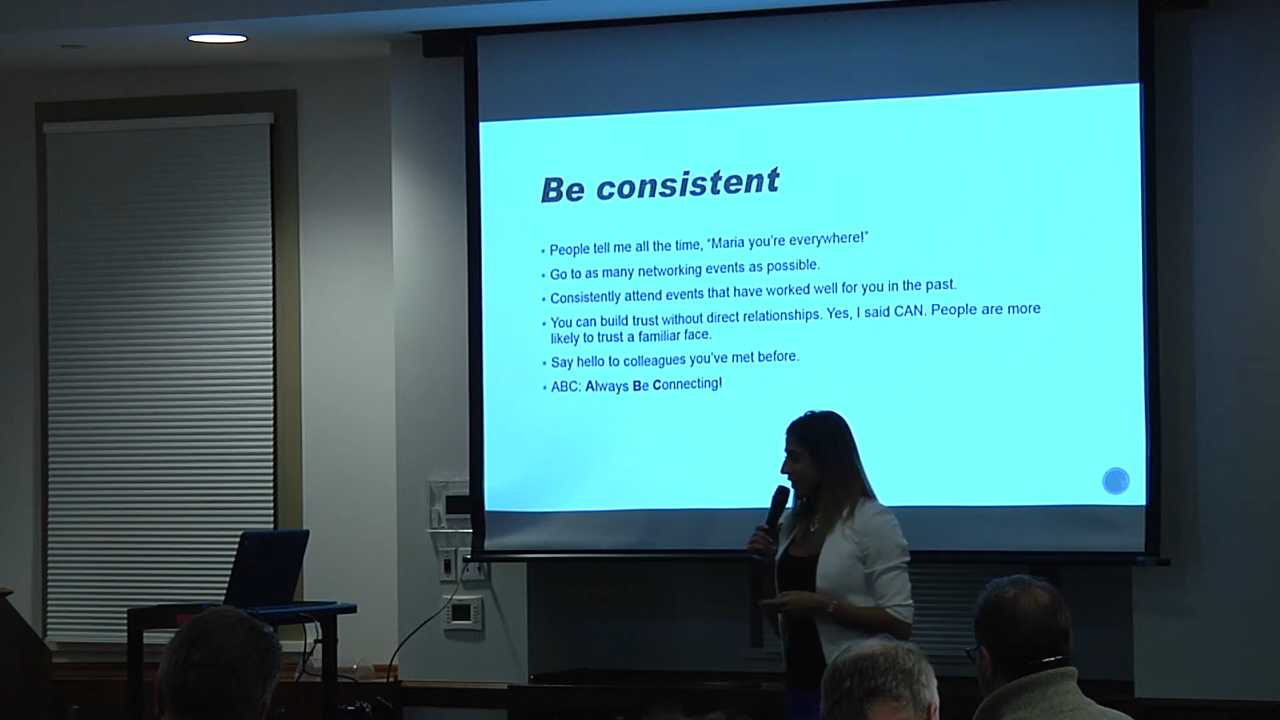 Be consistent
▪ People tell me all the time, "Maria you're everywhere!"
▪ Go to as many networking events as possible.
▪ Consistently attend events that have worked well for you in the past.
▪ You can build trust without direct relationships. Yes, I said CAN. People are more
likely to trust a familiar face.
▪ Say hello to colleagues you've met before.
▪ ABC: Always Be Connecting!